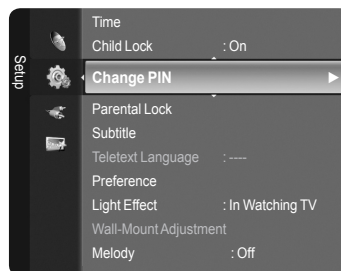 Setup
Time
Child Lock : On
Change PIN
Parental Lock
Subtitle
Teletext Language : ----
Preference
Light Effect : In Watching TV
Wall-Mount Adjustment
Melody : Off